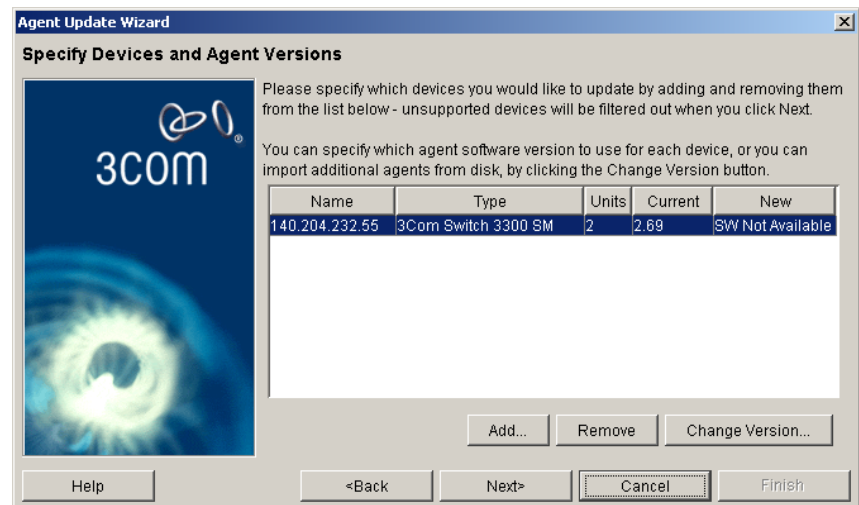 Agent Update Wizard
Specify Devices and Agent Versions
3COM
Please specify which devices you would like to update by adding and removing them
from the list below - unsupported devices will be filtered out when you click Next.
You can specify which agent software version to use for each device, or you can
import additional agents from disk, by clicking the Change Version button.
Name Type Units Current New
140.204.232.55 3Com Switch 3300 SM 2 2.69 SW Not Available
Add... Remove Change Version...
Help <Back Next> Cancel Finish